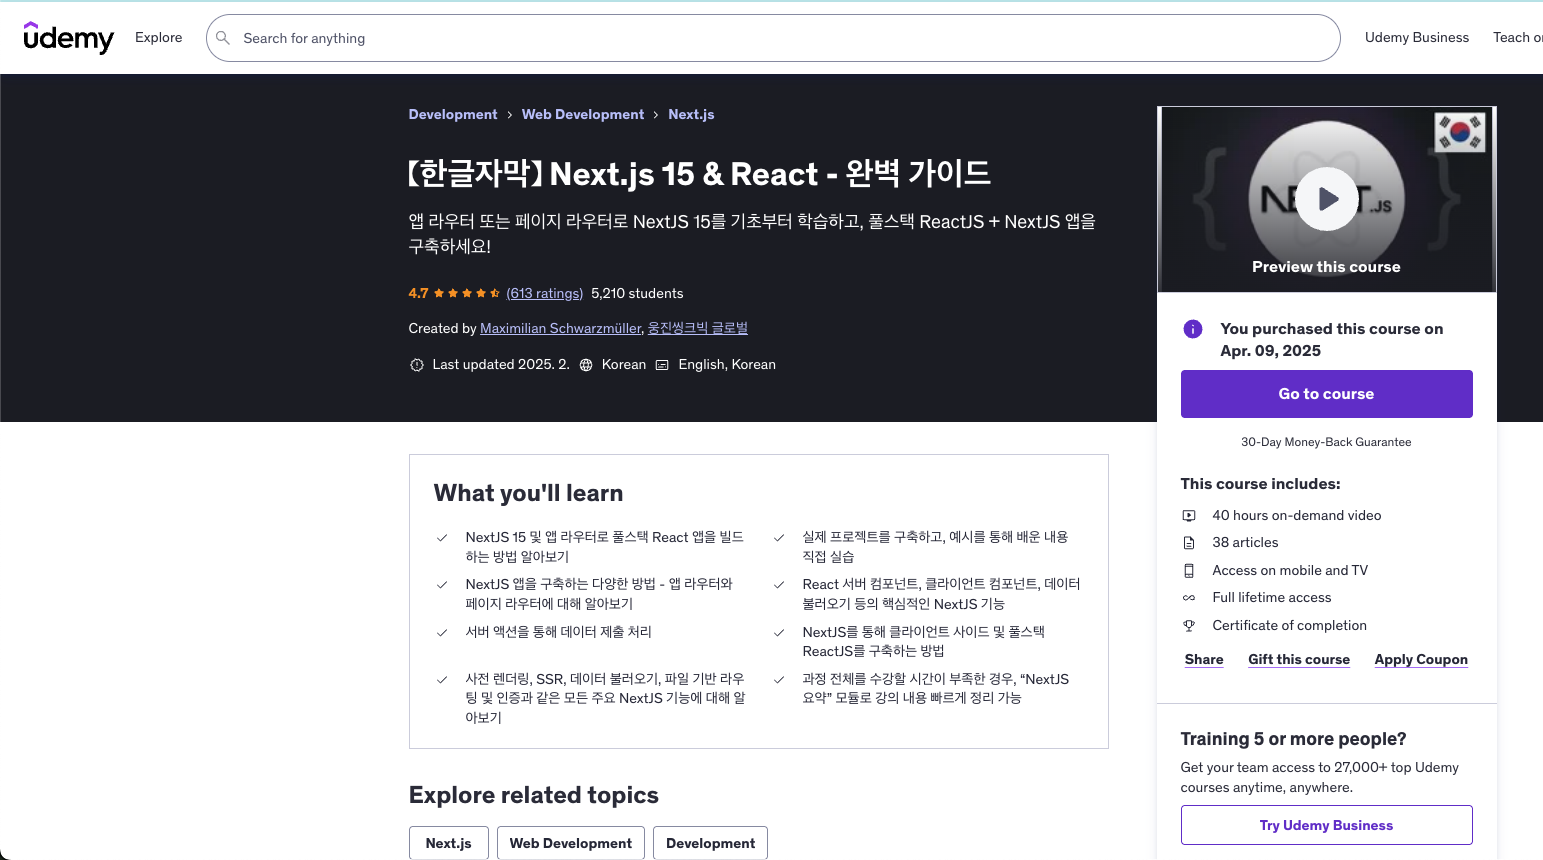 udemy
Explore
Search for anything
Udemy Business
Teach o
Development > Web Development > Next.js
【한글자막】 Next.js 15 & React - 완벽 가이드
앱 라우터 또는 페이지 라우터로 NextJS 15를 기초부터 학습하고, 풀스택 ReactJS + NextJS 앱을
구축하세요!
4.7 (613 ratings) 5,210 students
Created by Maximilian Schwarzmüller, 웅진씽크빅 글로벌
Last updated 2025. 2. Korean English, Korean
NEXT.JS
Preview this course
You purchased this course on
Apr. 09, 2025
Go to course
30-Day Money-Back Guarantee
This course includes:
40 hours on-demand video
38 articles
Access on mobile and TV
Full lifetime access
Certificate of completion
Share Gift this course Apply Coupon
Training 5 or more people?
Get your team access to 27,000+ top Udemy
courses anytime, anywhere.
Try Udemy Business
What you'll learn
NextJS 15 및 앱 라우터로 풀스택 React 앱을 빌드
하는 방법 알아보기
실제 프로젝트를 구축하고, 예시를 통해 배운 내용
직접 실습
NextJS 앱을 구축하는 다양한 방법 - 앱 라우터와
페이지 라우터에 대해 알아보기
React 서버 컴포넌트, 클라이언트 컴포넌트, 데이터
불러오기 등의 핵심적인 NextJS 기능
서버 액션을 통해 데이터 제출 처리
NextJS를 통해 클라이언트 사이드 및 풀스택
ReactJS를 구축하는 방법
사전 렌더링, SSR, 데이터 불러오기, 파일 기반 라우
팅 및 인증과 같은 모든 주요 NextJS 기능에 대해 알
아보기
과정 전체를 수강할 시간이 부족한 경우, “NextJS
요약” 모듈로 강의 내용 빠르게 정리 가능
Explore related topics
Next.js
Web Development
Development